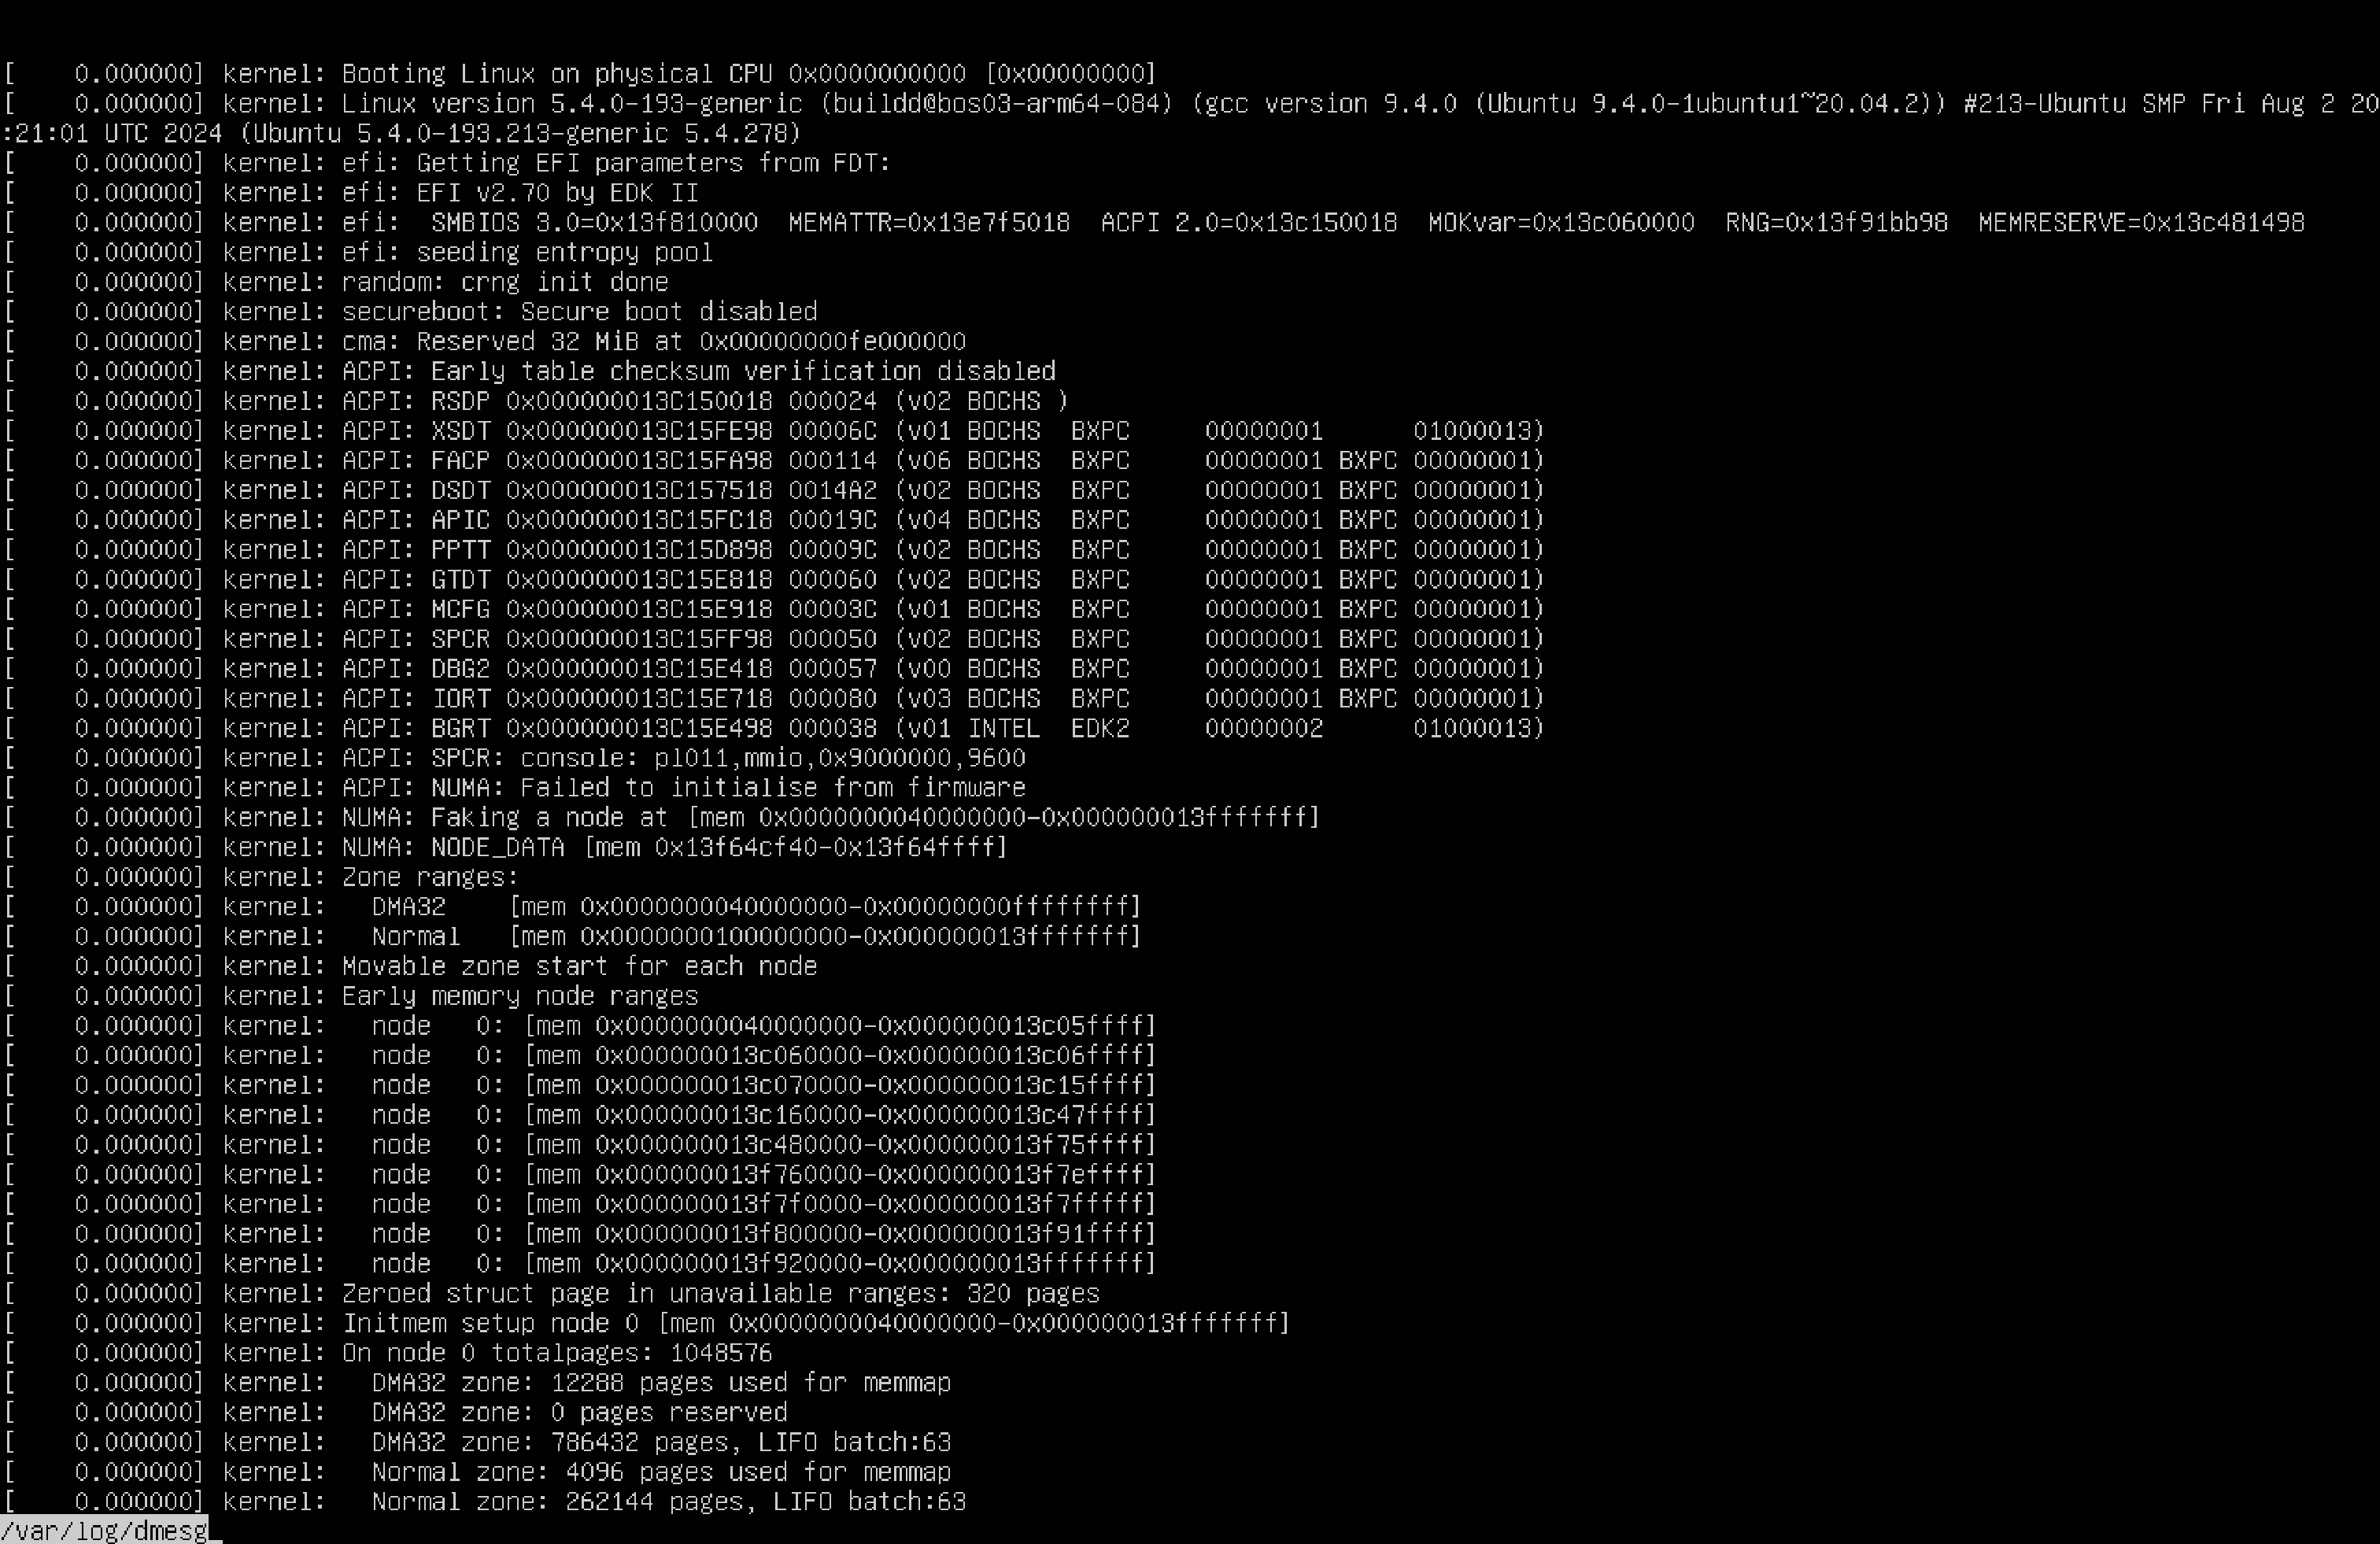 [    0.000000] kernel: Booting Linux on physical CPU 0x0000000000 [0x00000000]
[    0.000000] kernel: Linux version 5.4.0-193-generic (buildd@bos03-arm64-084) (gcc version 9.4.0 (Ubuntu 9.4.0-1ubuntu1~20.04.2)) #213-Ubuntu SMP Fri Aug 2 20
:21:01 UTC 2024 (Ubuntu 5.4.0-193.213-generic 5.4.278)
[    0.000000] kernel: efi: Getting EFI parameters from FDT:
[    0.000000] kernel: efi: EFI v2.70 by EDK II
[    0.000000] kernel: efi:  SMBIOS 3.0=0x13f810000  MEMATTR=0x13e7f5018  ACPI 2.0=0x13c150018  MOKvar=0x13c060000  RNG=0x13f91bb98  MEMRESERVE=0x13c481498
[    0.000000] kernel: efi: seeding entropy pool
[    0.000000] kernel: random: crng init done
[    0.000000] kernel: secureboot: Secure boot disabled
[    0.000000] kernel: cma: Reserved 32 MiB at 0x00000000fe000000
[    0.000000] kernel: ACPI: Early table checksum verification disabled
[    0.000000] kernel: ACPI: RSDP 0x000000013C150018 000024 (v02 BOCHS )
[    0.000000] kernel: ACPI: XSDT 0x000000013C15FE98 00006C (v01 BOCHS  BXPC     00000001      01000013)
[    0.000000] kernel: ACPI: FACP 0x000000013C15FA98 000114 (v06 BOCHS  BXPC     00000001 BXPC 00000001)
[    0.000000] kernel: ACPI: DSDT 0x000000013C157518 0014A2 (v02 BOCHS  BXPC     00000001 BXPC 00000001)
[    0.000000] kernel: ACPI: APIC 0x000000013C15FC18 00019C (v04 BOCHS  BXPC     00000001 BXPC 00000001)
[    0.000000] kernel: ACPI: PPTT 0x000000013C15D898 00009C (v02 BOCHS  BXPC     00000001 BXPC 00000001)
[    0.000000] kernel: ACPI: GTDT 0x000000013C15E818 000060 (v02 BOCHS  BXPC     00000001 BXPC 00000001)
[    0.000000] kernel: ACPI: MCFG 0x000000013C15E918 00003C (v01 BOCHS  BXPC     00000001 BXPC 00000001)
[    0.000000] kernel: ACPI: SPCR 0x000000013C15FF98 000050 (v02 BOCHS  BXPC     00000001 BXPC 00000001)
[    0.000000] kernel: ACPI: DBG2 0x000000013C15E418 000057 (v00 BOCHS  BXPC     00000001 BXPC 00000001)
[    0.000000] kernel: ACPI: IORT 0x000000013C15E718 000080 (v03 BOCHS  BXPC     00000001 BXPC 00000001)
[    0.000000] kernel: ACPI: BGRT 0x000000013C15E498 000038 (v01 INTEL  EDK2     00000002      01000013)
[    0.000000] kernel: ACPI: SPCR: console: pl011,mmio,0x9000000,9600
[    0.000000] kernel: ACPI: NUMA: Failed to initialise from firmware
[    0.000000] kernel: NUMA: Faking a node at [mem 0x0000000040000000-0x000000013fffffff]
[    0.000000] kernel: NUMA: NODE_DATA [mem 0x13f64cf40-0x13f64ffff]
[    0.000000] kernel: Zone ranges:
[    0.000000] kernel:   DMA32    [mem 0x0000000040000000-0x00000000ffffffff]
[    0.000000] kernel:   Normal   [mem 0x0000000100000000-0x000000013fffffff]
[    0.000000] kernel: Movable zone start for each node
[    0.000000] kernel: Early memory node ranges
[    0.000000] kernel:   node   0: [mem 0x0000000040000000-0x000000013c05ffff]
[    0.000000] kernel:   node   0: [mem 0x000000013c060000-0x000000013c06ffff]
[    0.000000] kernel:   node   0: [mem 0x000000013c070000-0x000000013c15ffff]
[    0.000000] kernel:   node   0: [mem 0x000000013c160000-0x000000013c47ffff]
[    0.000000] kernel:   node   0: [mem 0x000000013c480000-0x000000013f75ffff]
[    0.000000] kernel:   node   0: [mem 0x000000013f760000-0x000000013f7effff]
[    0.000000] kernel:   node   0: [mem 0x000000013f7f0000-0x000000013f7fffff]
[    0.000000] kernel:   node   0: [mem 0x000000013f800000-0x000000013f91ffff]
[    0.000000] kernel:   node   0: [mem 0x000000013f920000-0x000000013fffffff]
[    0.000000] kernel: Zeroed struct page in unavailable ranges: 320 pages
[    0.000000] kernel: Initmem setup node 0 [mem 0x0000000040000000-0x000000013fffffff]
[    0.000000] kernel: On node 0 totalpages: 1048576
[    0.000000] kernel:   DMA32 zone: 12288 pages used for memmap
[    0.000000] kernel:   DMA32 zone: 0 pages reserved
[    0.000000] kernel:   DMA32 zone: 786432 pages, LIFO batch:63
[    0.000000] kernel:   Normal zone: 4096 pages used for memmap
[    0.000000] kernel:   Normal zone: 262144 pages, LIFO batch:63
/var/log/dmesg